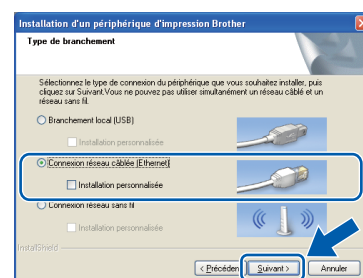 Installation d'un périphérique d'impression Brother
Type de branchement
Sélectionnez le type de connexion du périphérique que vous souhaitez installer, puis
cliquez sur Suivant.Vous ne pouvez pas utiliser simultanément un réseau câblé et un
réseau sans fil.
Branchement local (USB)
Installation personnalisée
Connexion réseau câblée (Ethernet)
Installation personnalisée
Connexion réseau sans fil
Installation personnalisée
InstallShield
< Précéden
Suivant >
Annuler